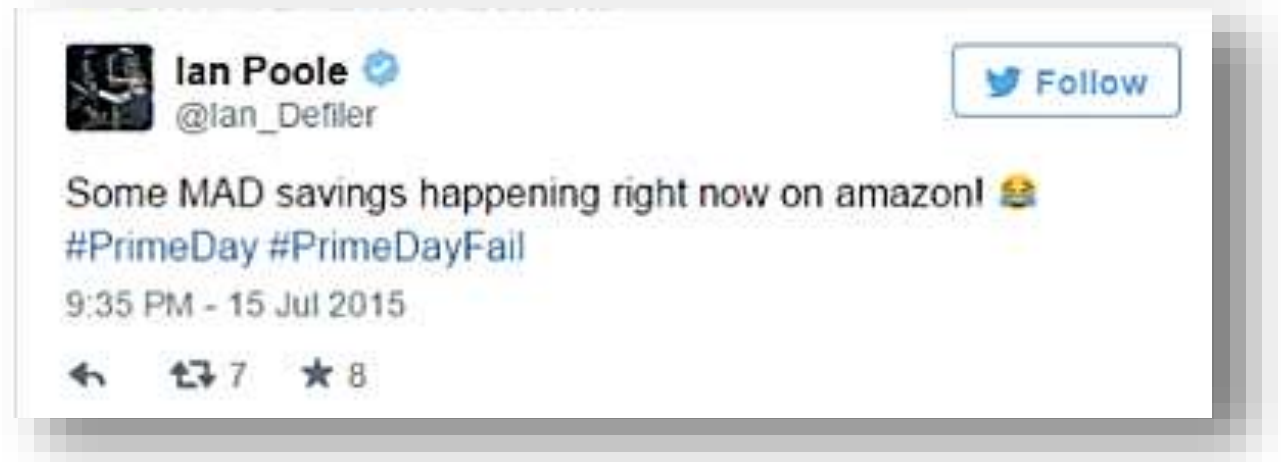 Ian Poole
@Ian_Defiler
Follow
Some MAD savings happening right now on amazon! 😂
#PrimeDay #PrimeDayFail
9:35 PM - 15 Jul 2015
7 8